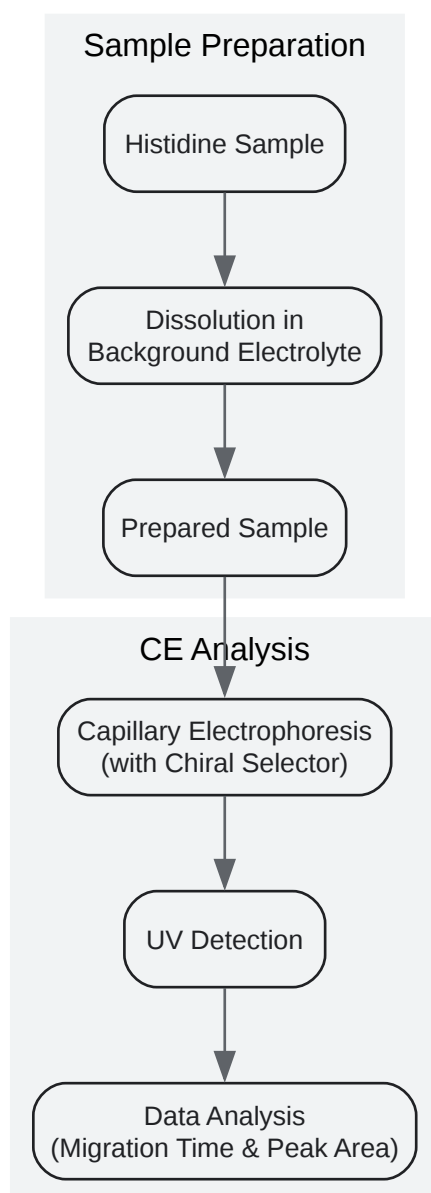 Sample Preparation
Histidine Sample
Dissolution in
Background Electrolyte
Prepared Sample
CE Analysis
Capillary Electrophoresis
(with Chiral Selector)
UV Detection
Data Analysis
(Migration Time & Peak Area)